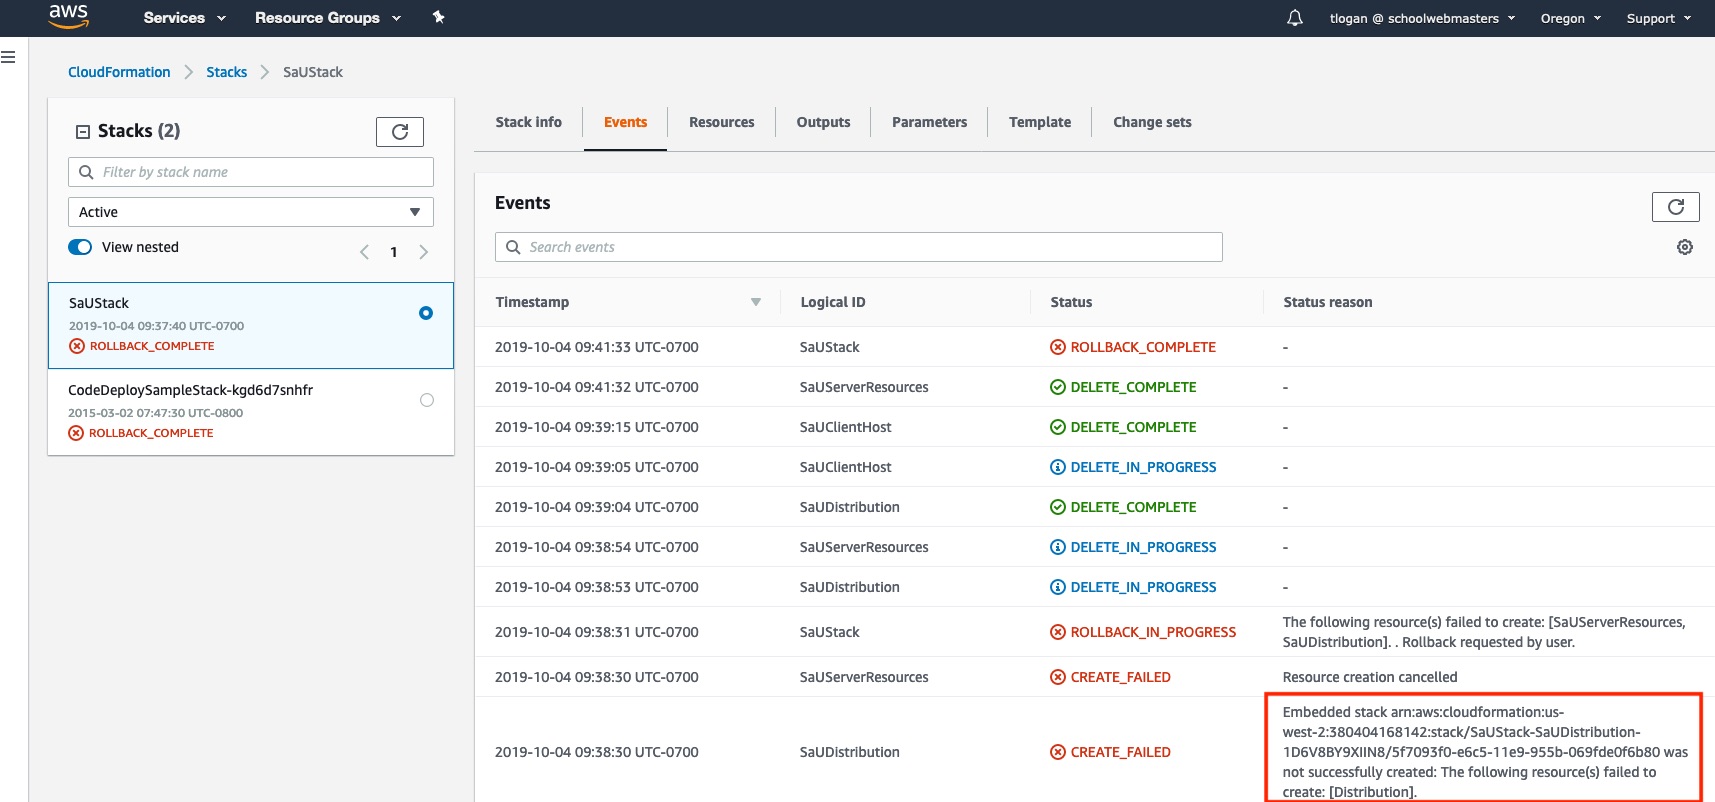 aws Services Resource Groups tlogan @ schoolwebmasters Oregon Support
CloudFormation Stacks SaUStack
Stacks (2)
Filter by stack name
Active
View nested 1
SaUStack
2019-10-04 09:37:40 UTC-0700
ROLLBACK_COMPLETE
CodeDeploySampleStack-kgd6d7snhfr
2015-03-02 07:47:30 UTC-0800
ROLLBACK_COMPLETE
Stack info Events Resources Outputs Parameters Template Change sets
Events
Search events
Timestamp Logical ID Status Status reason
2019-10-04 09:41:33 UTC-0700 SaUStack ROLLBACK_COMPLETE -
2019-10-04 09:41:32 UTC-0700 SaUServerResources DELETE_COMPLETE -
2019-10-04 09:39:15 UTC-0700 SaUClientHost DELETE_COMPLETE -
2019-10-04 09:39:05 UTC-0700 SaUClientHost DELETE_IN_PROGRESS -
2019-10-04 09:39:04 UTC-0700 SaUDistribution DELETE_COMPLETE -
2019-10-04 09:38:54 UTC-0700 SaUServerResources DELETE_IN_PROGRESS -
2019-10-04 09:38:53 UTC-0700 SaUDistribution DELETE_IN_PROGRESS -
2019-10-04 09:38:31 UTC-0700 SaUStack ROLLBACK_IN_PROGRESS The following resource(s) failed to create: [SaUServerResources,
SaUDistribution]. . Rollback requested by user.
2019-10-04 09:38:30 UTC-0700 SaUServerResources CREATE_FAILED Resource creation cancelled
2019-10-04 09:38:30 UTC-0700 SaUDistribution CREATE_FAILED Embedded stack arn:aws:cloudformation:us-
west-2:380404168142:stack/SaUStack-SaUDistribution-
1D6V8BY9XIIN8/5f7093f0-e6c5-11e9-955b-069fde0f6b80 was
not successfully created: The following resource(s) failed to
create: [Distribution].